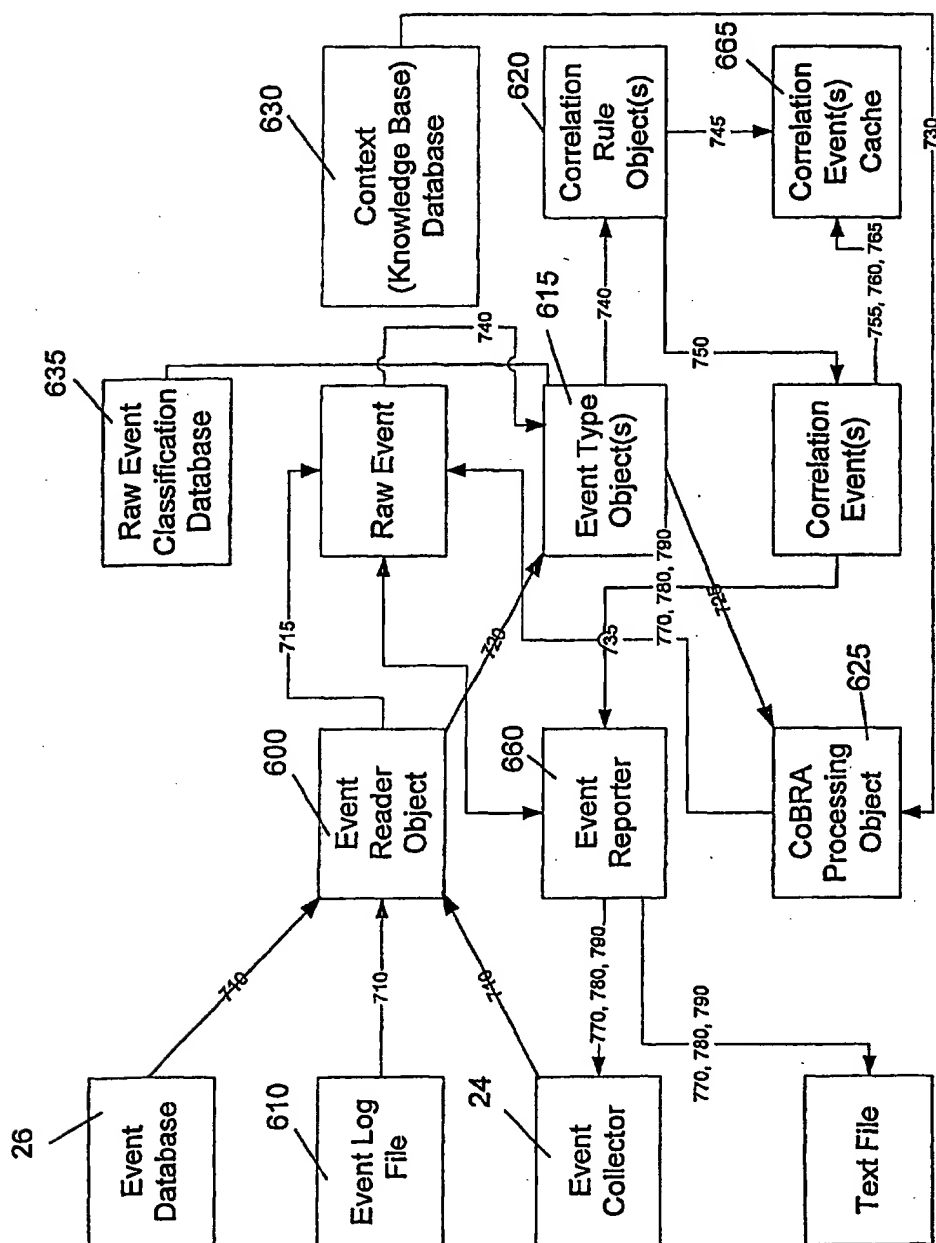 26
Event
Database
610
Event Log
File
24
Event
Collector
Text File
710
710
710
600
Event
Reader
Object
660
Event
Reporter
770, 780, 790
770, 780, 790
CoBRA
Processing
Object
625
715
720
735
770, 780, 790
725
635
Raw Event
Classification
Database
Raw Event
740
615
Event Type
Object(s)
Correlation
Event(s)
630
Context
(Knowledge Base)
Database
740
750
755, 760, 765
620
Correlation
Rule
Object(s)
745
665
Correlation
Event(s)
Cache
730